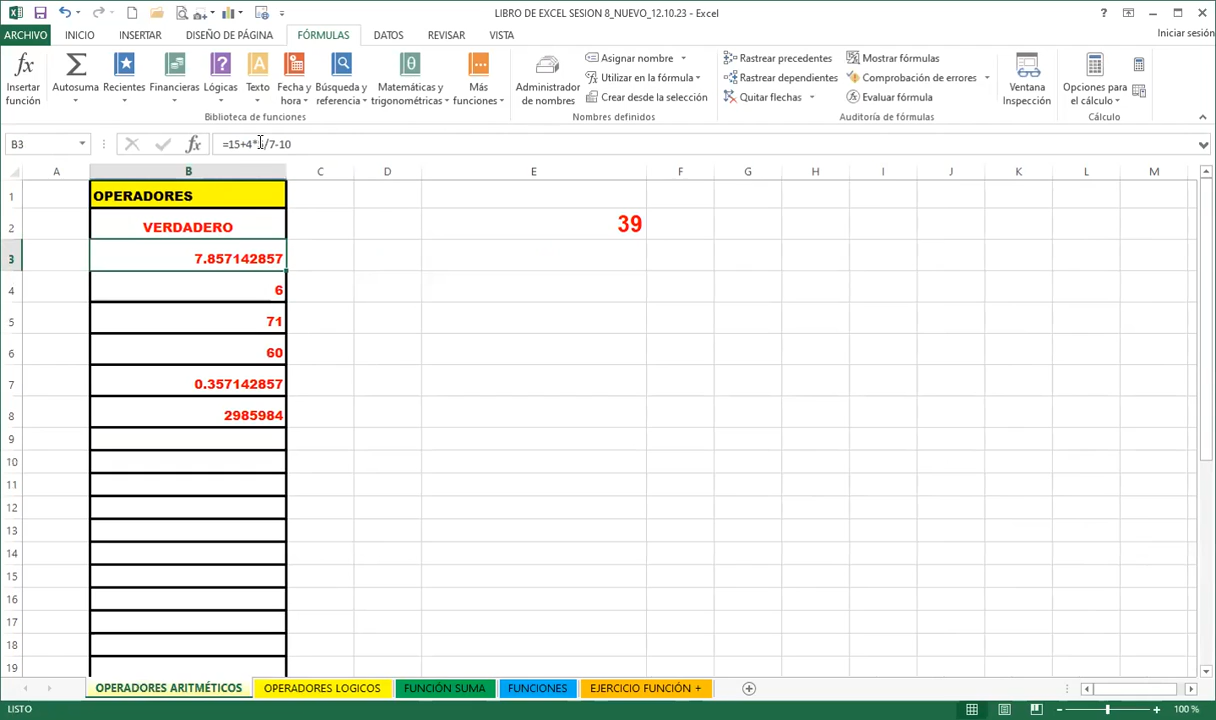 LIBRO DE EXCEL SESION 8_NUEVO_12.10.23 - Excel
ARCHIVO INICIO INSERTAR DISEÑO DE PÁGINA FÓRMULAS DATOS REVISAR VISTA Iniciar sesión
fx Insertar función
Σ Autosuma
Recientes
Financieras
? Lógicas
A Texto
Fecha y hora
Búsqueda y referencia
θ Matemáticas y trigonométricas
Más funciones
Biblioteca de funciones
Administrador de nombres
Asignar nombre
Utilizar en la fórmula
Crear desde la selección
Nombres definidos
Rastrear precedentes
Rastrear dependientes
Quitar flechas
Mostrar fórmulas
Comprobación de errores
Evaluar fórmula
Auditoría de fórmulas
Ventana Inspección
Opciones para el cálculo
Cálculo
B3 fx =15+4* /7-10
A B C D E F G H I J K L M
1 OPERADORES
2 VERDADERO 39
3 7.857142857
4 6
5 71
6 60
7 0.357142857
8 2985984
9
10
11
12
13
14
15
16
17
18
19
OPERADORES ARITMÉTICOS OPERADORES LOGICOS FUNCIÓN SUMA FUNCIONES EJERCICIO FUNCIÓN +
LISTO 100 %